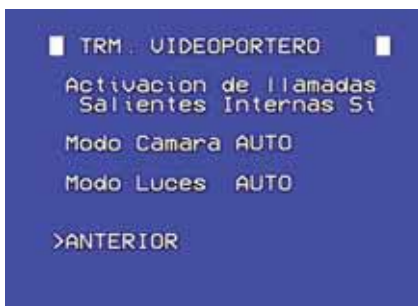 TRM. VIDEOPORTERO
Activacion de llamadas
Salientes Internas Si
Modo Camara AUTO
Modo Luces AUTO
>ANTERIOR